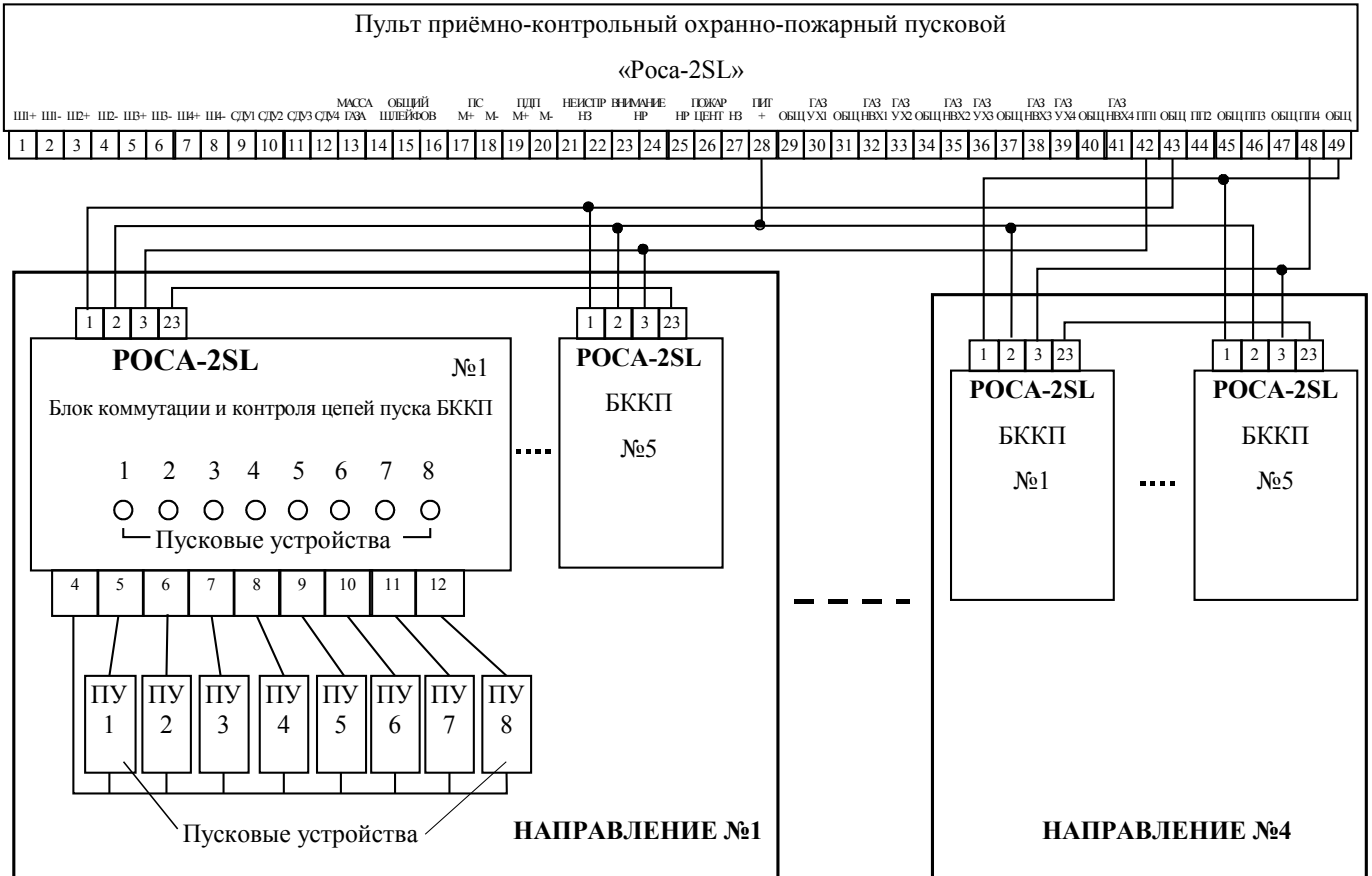 Пульт приёмно-контрольный охранно-пожарный пусковой
«Роса-2SL»
МАССА ОБЩИЙ ПС ПДП НЕИСПР ВНИМАНИЕ ПОЖАР ПИТ ГАЗ ГАЗ ГАЗ ГАЗ ГАЗ ГАЗ ГАЗ ГАЗ
Ш1+ Ш1- Ш2+ Ш2- Ш3+ Ш3- Ш4+ Ш4- СДУ1 СДУ2 СДУ3 СДУ4 ГАЗА ШЛЕЙФОВ М+ М- М+ М- НЗ НР НР ЦЕНТ НЗ + ОБЩ УХ1 ОБЩ НВХ1 УХ2 ОБЩ НВХ2 УХ3 ОБЩ НВХ3 УХ4 ОБЩ НВХ4 ПП1 ОБЩ ПП2 ОБЩ ПП3 ОБЩ ПП4 ОБЩ
1 2 3 4 5 6 7 8 9 10 11 12 13 14 15 16 17 18 19 20 21 22 23 24 25 26 27 28 29 30 31 32 33 34 35 36 37 38 39 40 41 42 43 44 45 46 47 48 49
1 2 3 23
РОСА-2SL
№1
Блок коммутации и контроля цепей пуска БККП
1 2 3 4 5 6 7 8
Пусковые устройства
4 5 6 7 8 9 10 11 12
ПУ 1
ПУ 2
ПУ 3
ПУ 4
ПУ 5
ПУ 6
ПУ 7
ПУ 8
Пусковые устройства
1 2 3 23
РОСА-2SL
БККП
№5
НАПРАВЛЕНИЕ №1
1 2 3 23
РОСА-2SL
БККП
№1
1 2 3 23
РОСА-2SL
БККП
№5
НАПРАВЛЕНИЕ №4